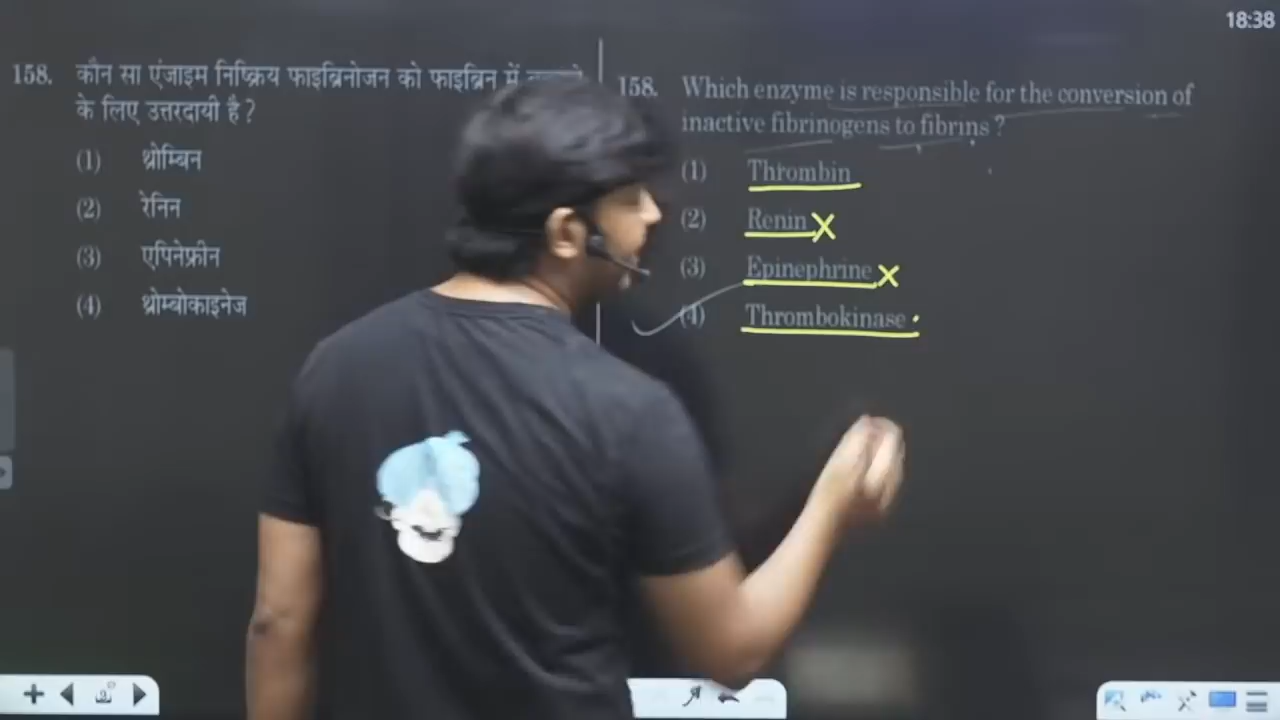 18:38
158. कौन सा एंजाइम निष्क्रिय फाइब्रिनोजन को फाइब्रिन में
के लिए उत्तरदायी है ?
(1) थ्रोम्बिन
(2) रेनिन
(3) एपिनेफ्रीन
(4) थ्रोम्बोकाइनेज
158. Which enzyme is responsible for the conversion of
inactive fibrinogens to fibrins ?
(1) Thrombin
(2) Renin
(3) Epinephrine
(4) Thrombokinase